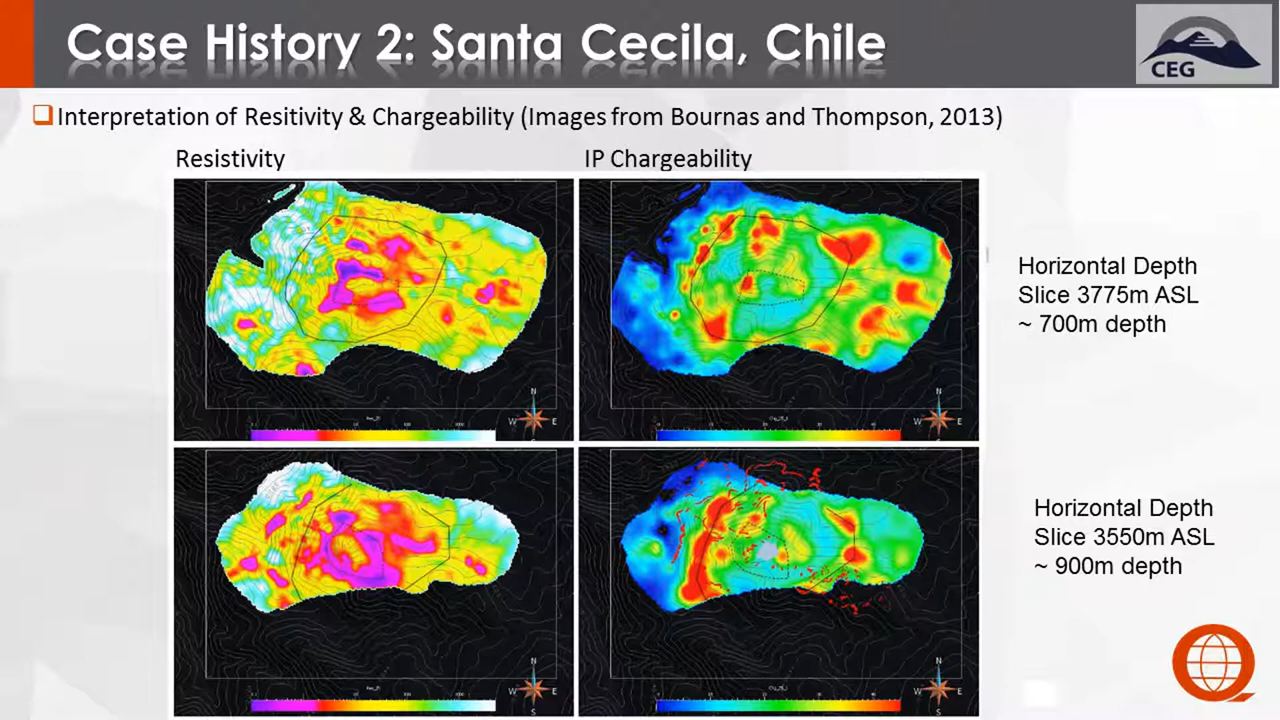 Case History 2: Santa Cecila, Chile
CEG
Interpretation of Resitivity & Chargeability (Images from Bournas and Thompson, 2013)
Resistivity
IP Chargeability
Horizontal Depth
Slice 3775m ASL
~ 700m depth
N
W E
N
W E
Horizontal Depth
Slice 3550m ASL
~ 900m depth
N
W E
S
N
W E
S